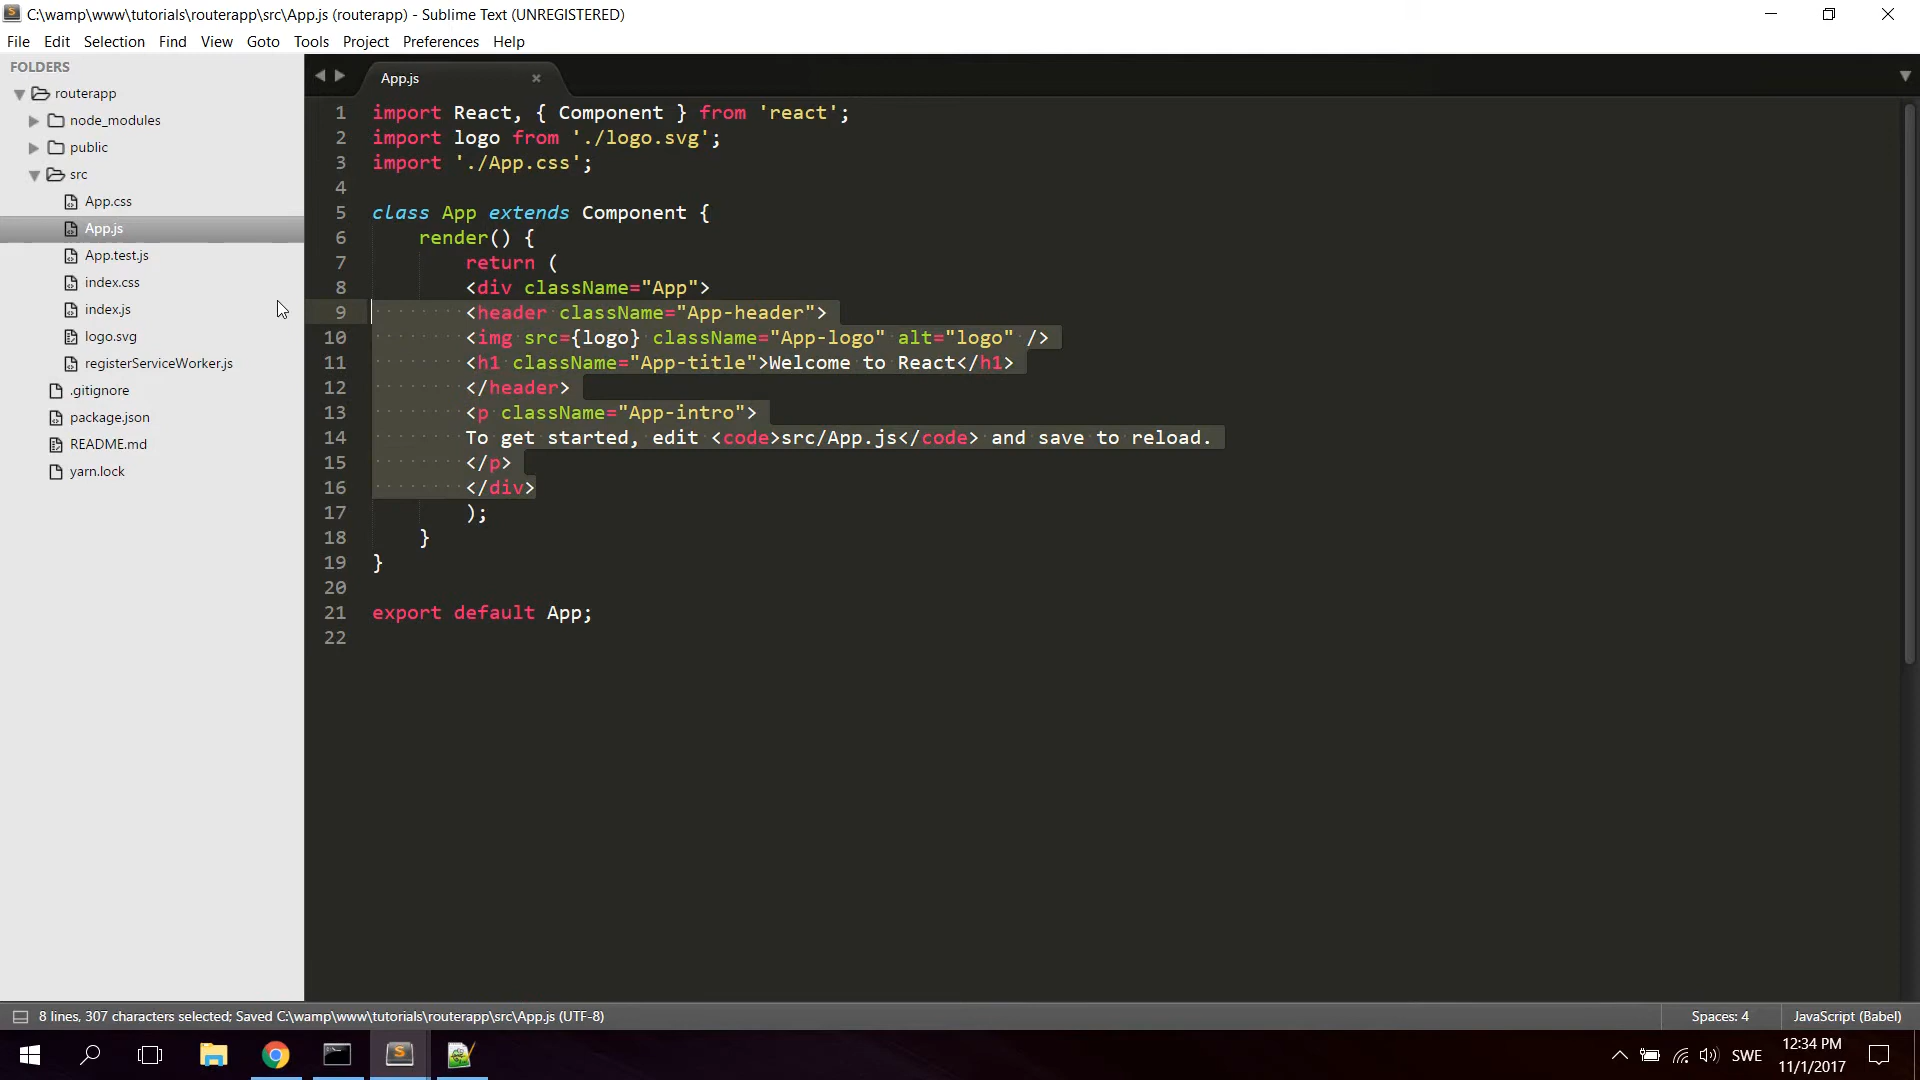 C:\wamp\www\tutorials\routerapp\src\App.js (routerapp) - Sublime Text (UNREGISTERED)
File Edit Selection Find View Goto Tools Project Preferences Help
FOLDERS
routerapp
node_modules
public
src
App.css
App.js
App.test.js
index.css
index.js
logo.svg
registerServiceWorker.js
.gitignore
package.json
README.md
yarn.lock
App.js
1 import React, { Component } from 'react';
2 import logo from './logo.svg';
3 import './App.css';
4
5 class App extends Component {
6 render() {
7 return (
8 <div className="App">
9 <header className="App-header">
10 <img src={logo} className="App-logo" alt="logo" />
11 <h1 className="App-title">Welcome to React</h1>
12 </header>
13 <p className="App-intro">
14 To get started, edit <code>src/App.js</code> and save to reload.
15 </p>
16 </div>
17 );
18 }
19 }
20
21 export default App;
22
8 lines, 307 characters selected; Saved C:\wamp\www\tutorials\routerapp\src\App.js (UTF-8) Spaces: 4 JavaScript (Babel)
SWE
12:34 PM
11/1/2017